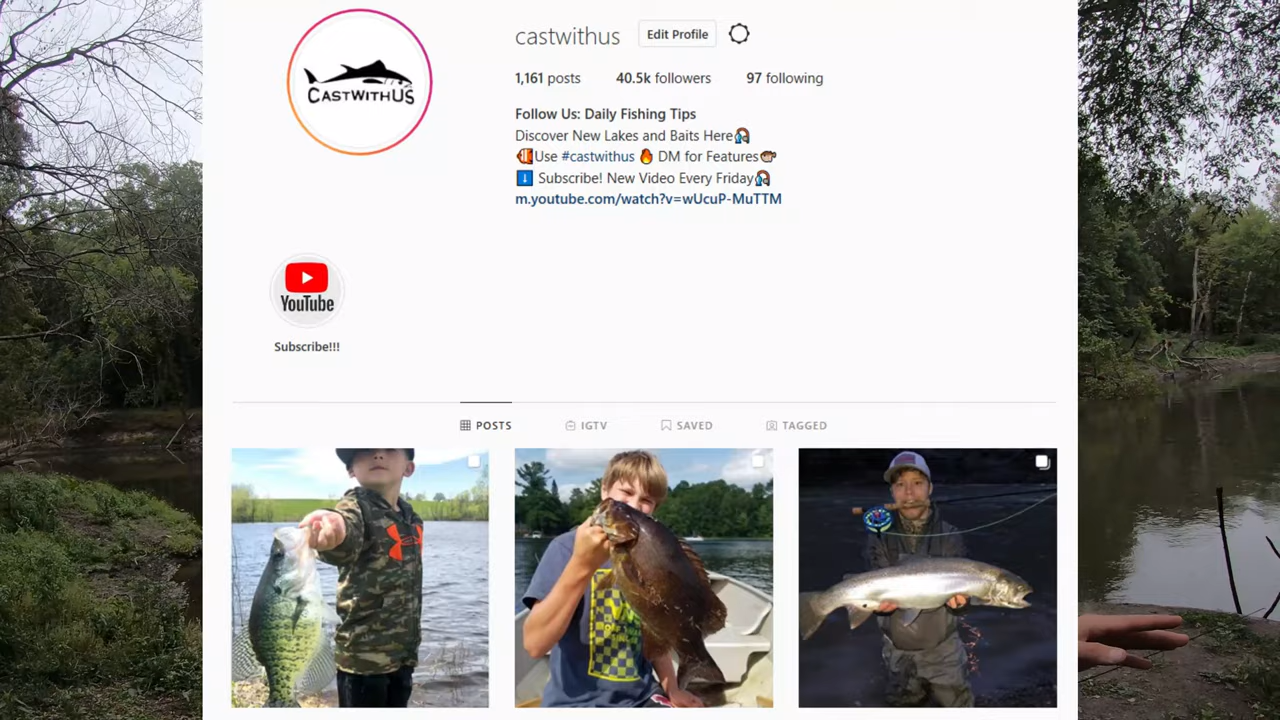 CASTWITHUS
castwithus Edit Profile
1,161 posts 40.5k followers 97 following
Follow Us: Daily Fishing Tips
Discover New Lakes and Baits Here
Use #castwithus 🔥 DM for Features
⬇️ Subscribe! New Video Every Friday
m.youtube.com/watch?v=wUcuP-MuTTM
YouTube
Subscribe!!!
POSTS IGTV SAVED TAGGED